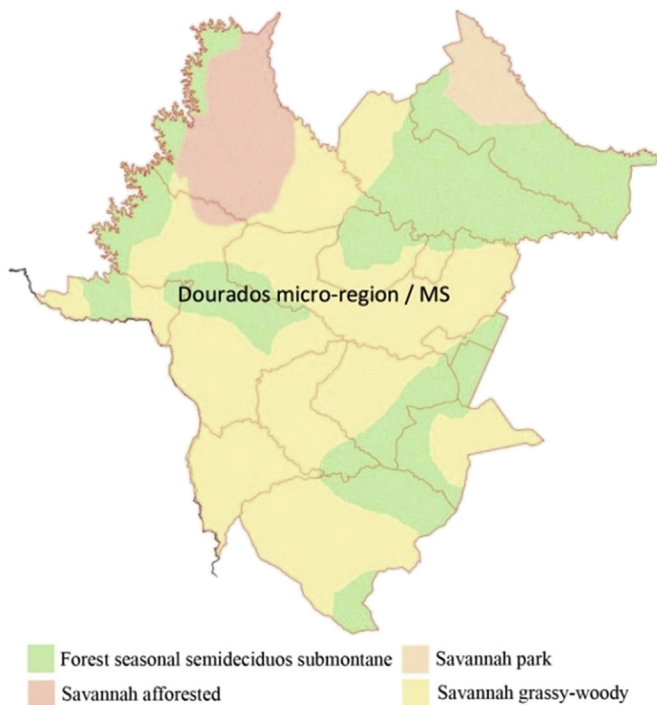 Dourados micro-region / MS
Forest seasonal semideciduos submontane
Savannah park
Savannah afforested
Savannah grassy-woody